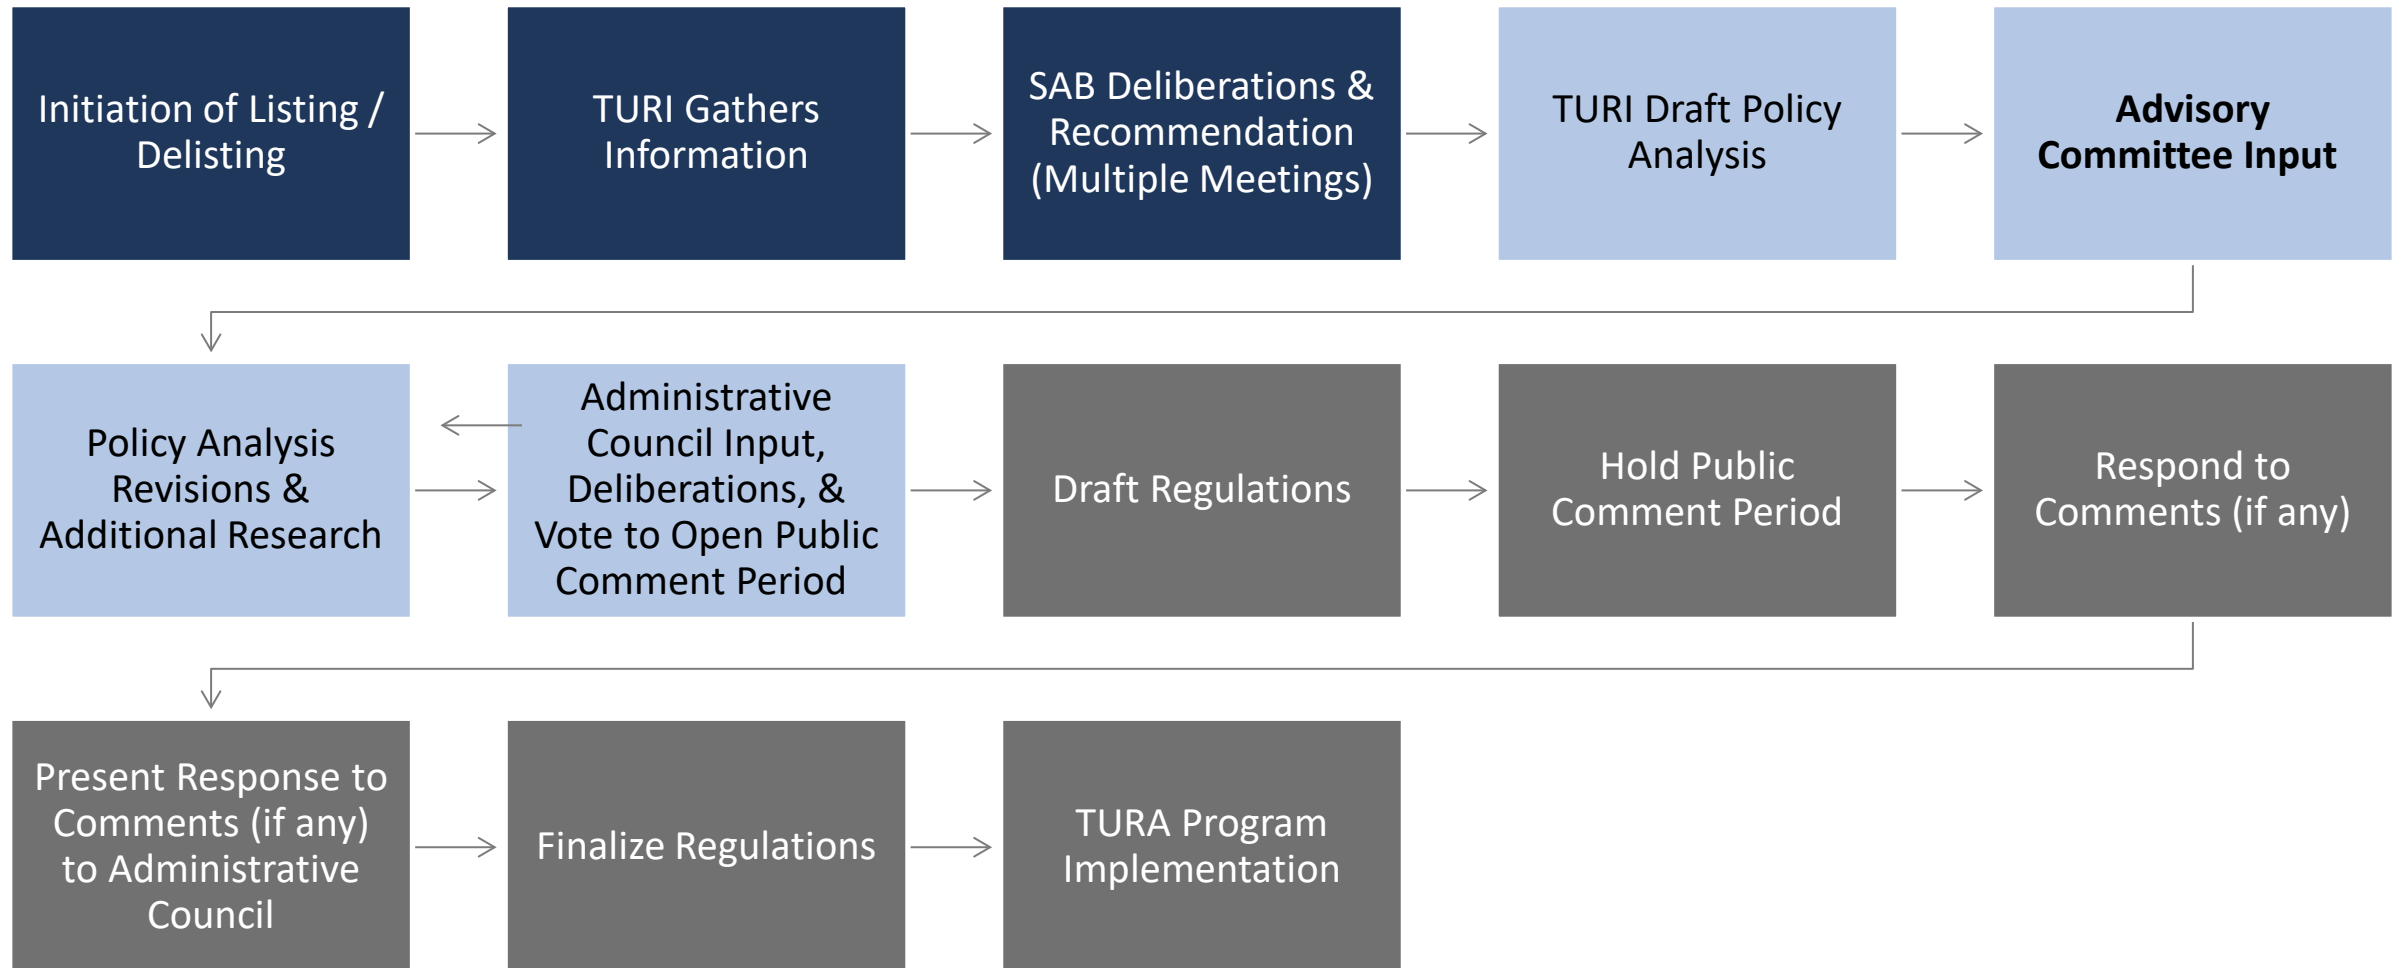 Initiation of Listing /
Delisting
TURI Gathers
Information
SAB Deliberations &
Recommendation
(Multiple Meetings)
TURI Draft Policy
Analysis
Advisory
Committee Input
Policy Analysis
Revisions &
Additional Research
Administrative
Council Input,
Deliberations, &
Vote to Open Public
Comment Period
Draft Regulations
Hold Public
Comment Period
Respond to
Comments (if any)
Present Response to
Comments (if any)
to Administrative
Council
Finalize Regulations
TURA Program
Implementation